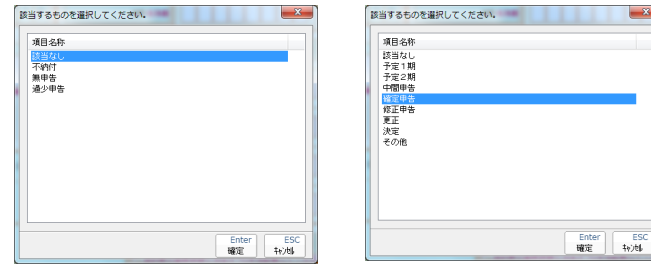 該当するものを選択してください。
項目名称
該当なし
不納付
無申告
過少申告
Enter
確定
ESC
ｷｬﾝｾﾙ
該当するものを選択してください。
項目名称
該当なし
予定1期
予定2期
中間申告
確定申告
修正申告
更正
決定
その他
Enter
確定
ESC
ｷｬﾝｾﾙ